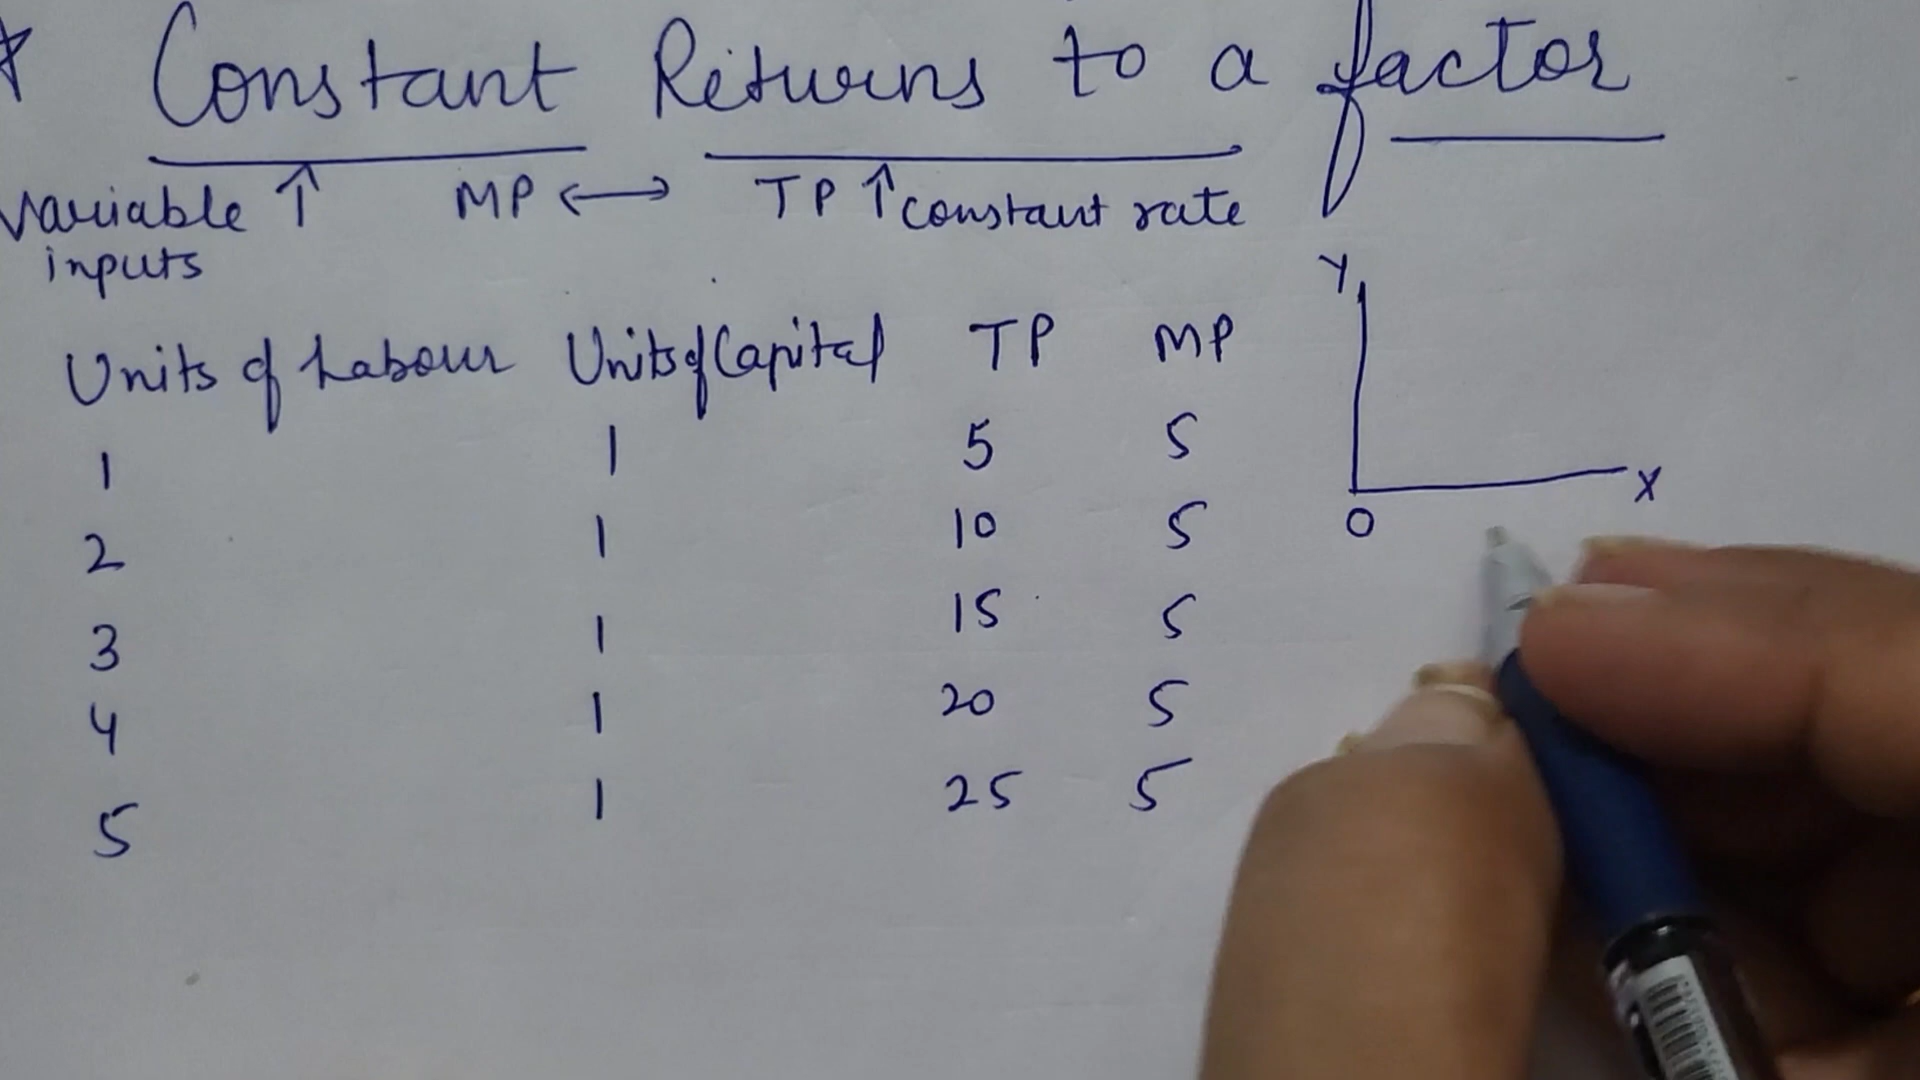 * Constant Returns to a factor
Variable ↑ MP ↔ TP ↑ constant rate
inputs
Units of Labour Units of Capital TP MP
1 1 5 5
2 1 10 5
3 1 15 5
4 1 20 5
5 1 25 5
Y
X
O